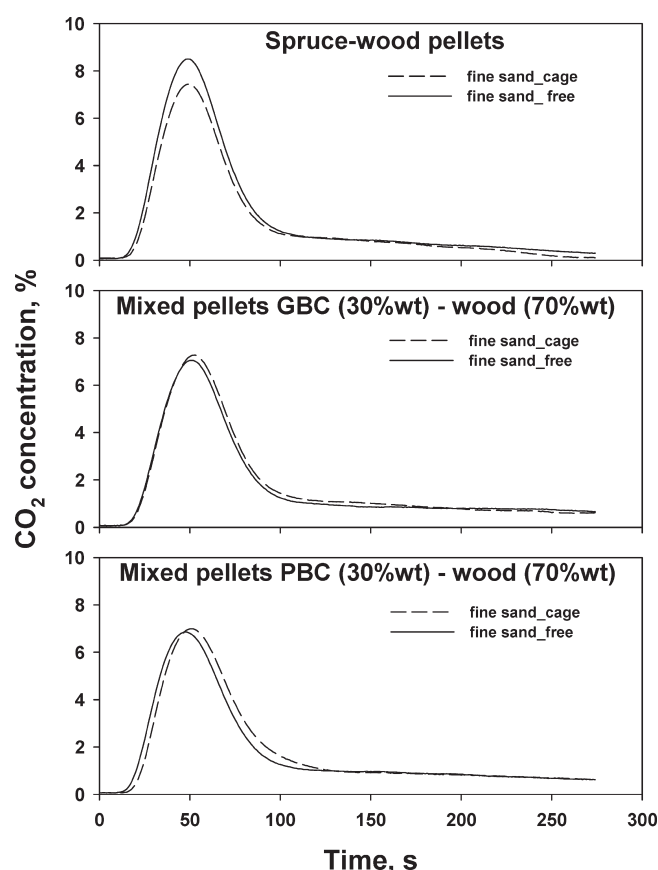 10
Spruce-wood pellets
8
fine sand_cage
fine sand_ free
6
4
2
0
10
Mixed pellets GBC (30%wt) - wood (70%wt)
8
fine sand_cage
fine sand_free
6
4
2
0
10
Mixed pellets PBC (30%wt) - wood (70%wt)
8
fine sand_cage
fine sand_free
6
4
2
0
CO2 concentration, %
0 50 100 150 200 250 300
Time, s